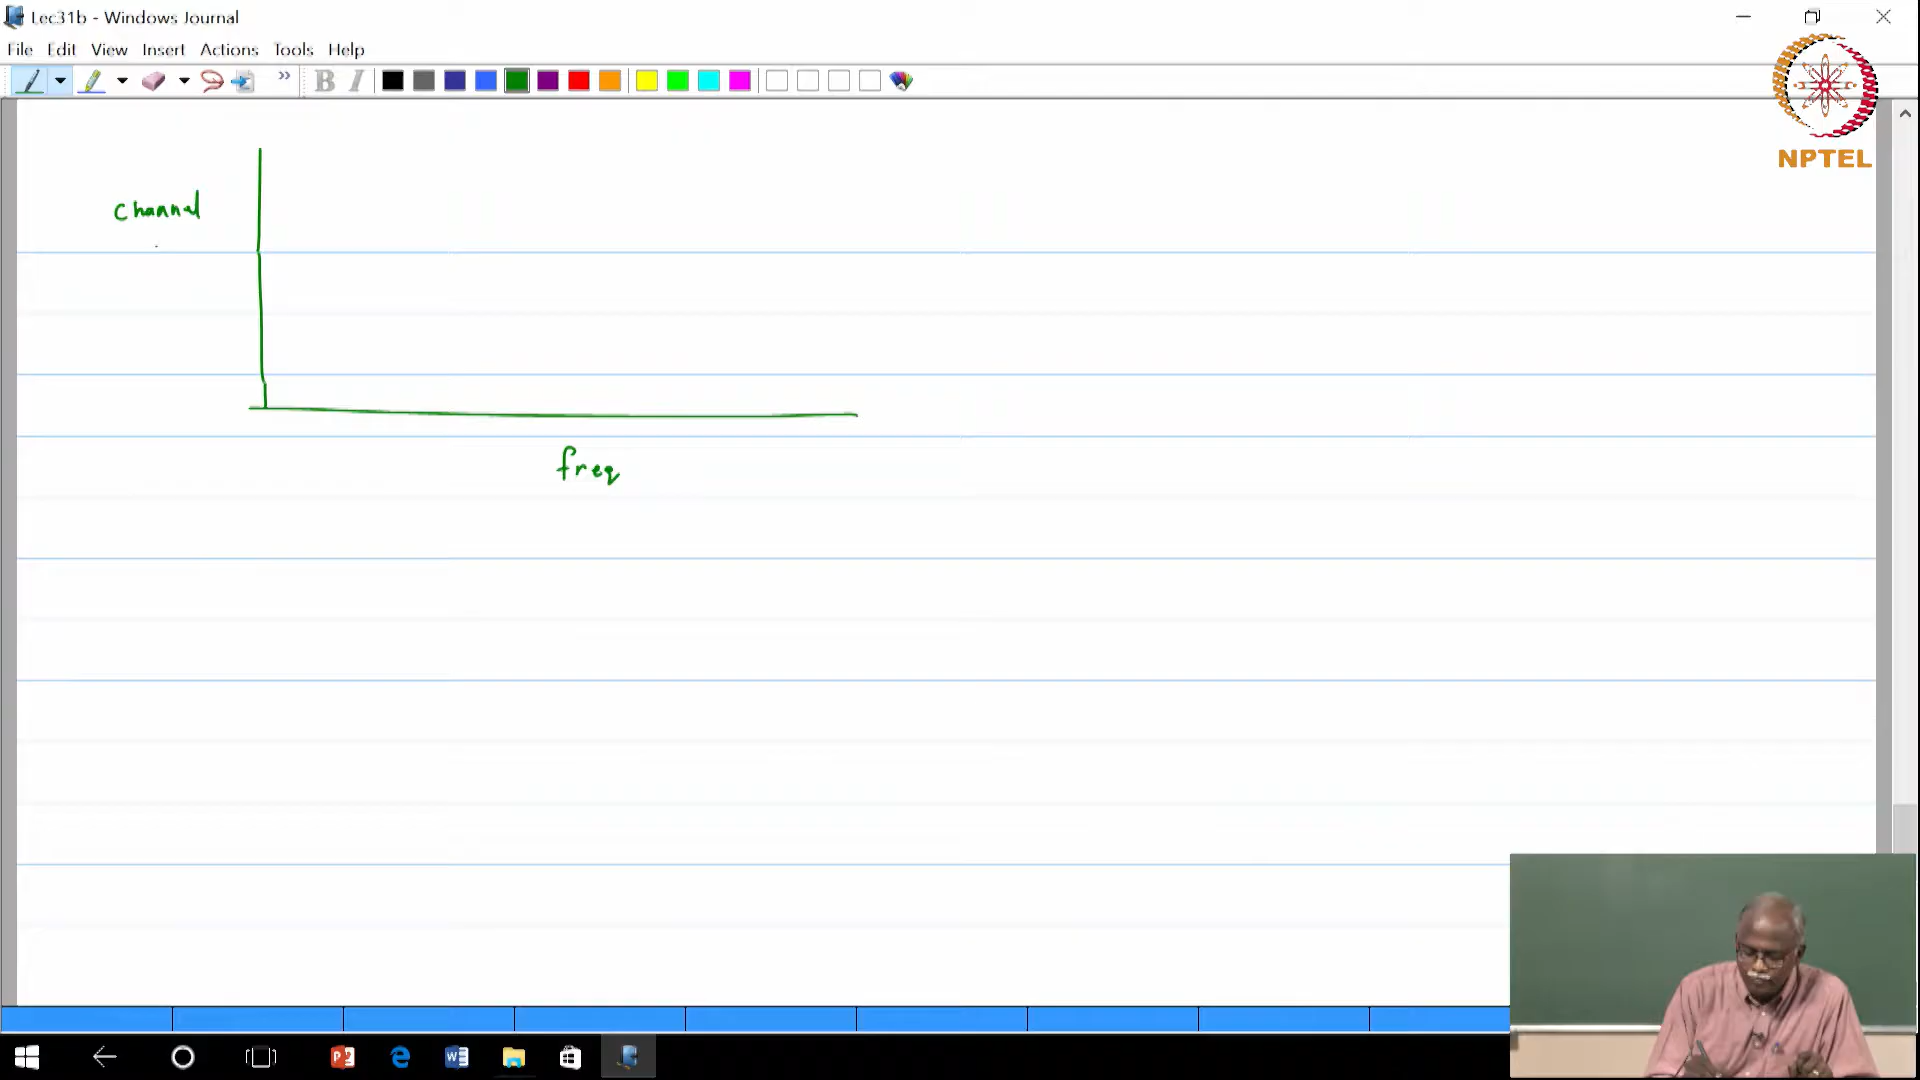 Lec31b - Windows Journal
File Edit View Insert Actions Tools Help
B I
NPTEL
channel
freq